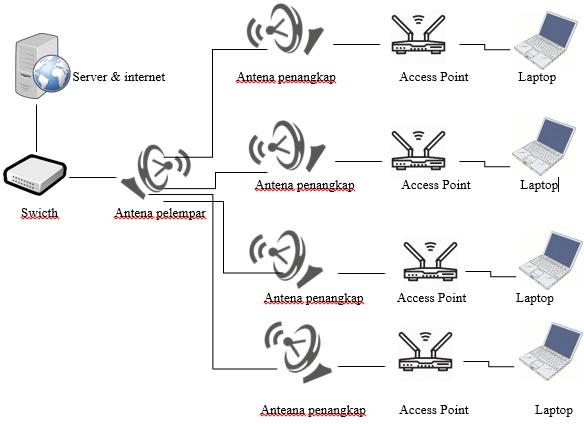 Server & internet
Antena penangkap Access Point Laptop
Antena penangkap Access Point Laptop
Swicth Antena pelempar
Antena penangkap Access Point Laptop
Anteana penangkap Access Point Laptop